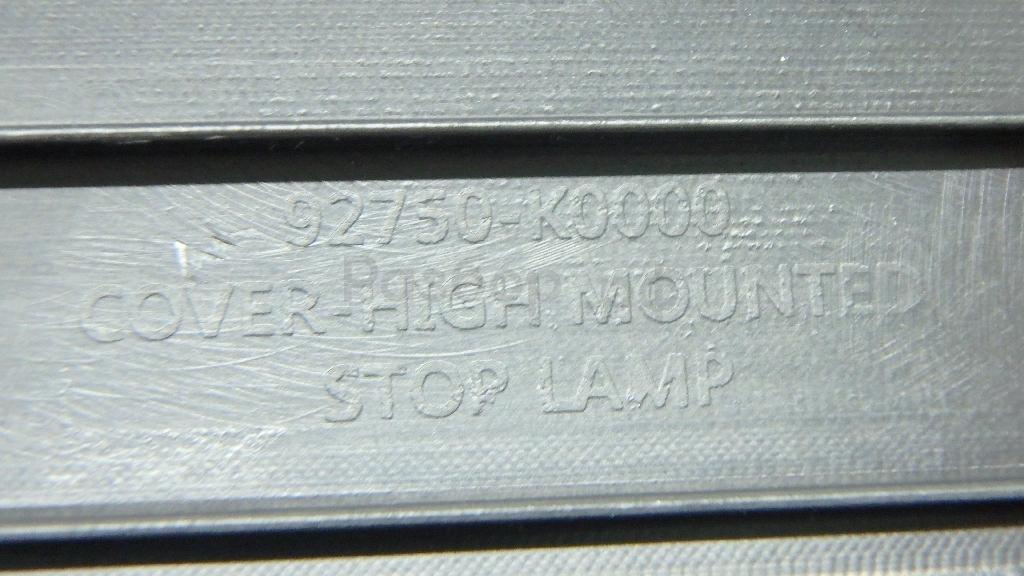 92750-K0000
COVER-HIGH MOUNTED
STOP LAMP